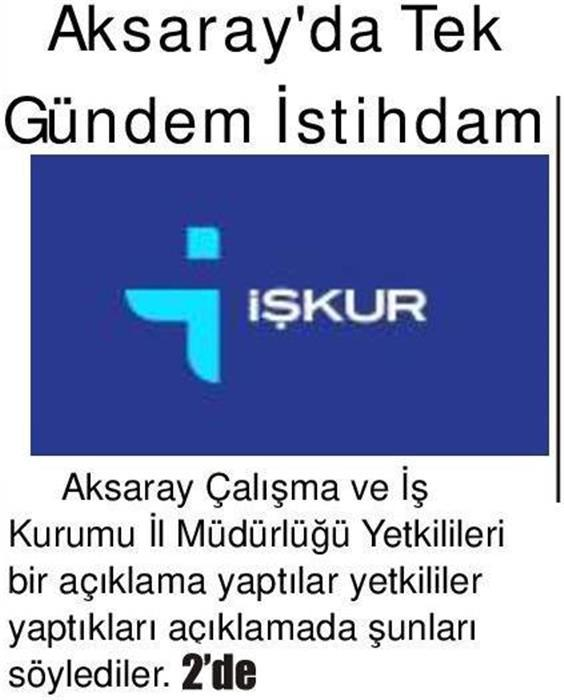 Aksaray'da Tek
Gündem İstihdam
iŞKUR
Aksaray Çalışma ve İş
Kurumu İl Müdürlüğü Yetkilileri
bir açıklama yaptılar yetkililer
yaptıkları açıklamada şunları
söylediler. 2'de